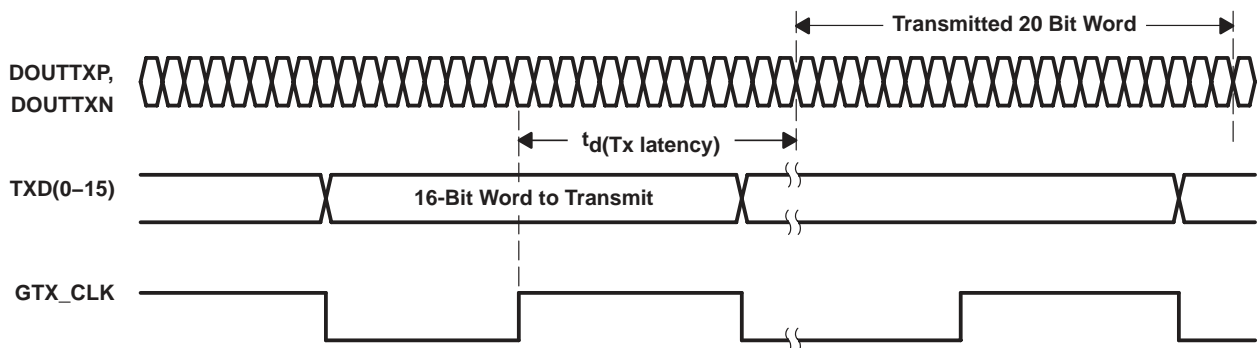 Transmitted 20 Bit Word
DOUTTXP,
DOUTTXN
td(Tx latency)
TXD(0–15)
16-Bit Word to Transmit
GTX_CLK